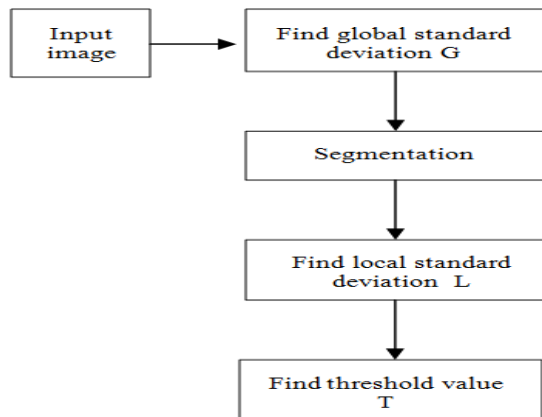 Input
image
Find global standard
deviation G
Segmentation
Find local standard
deviation L
Find threshold value
T